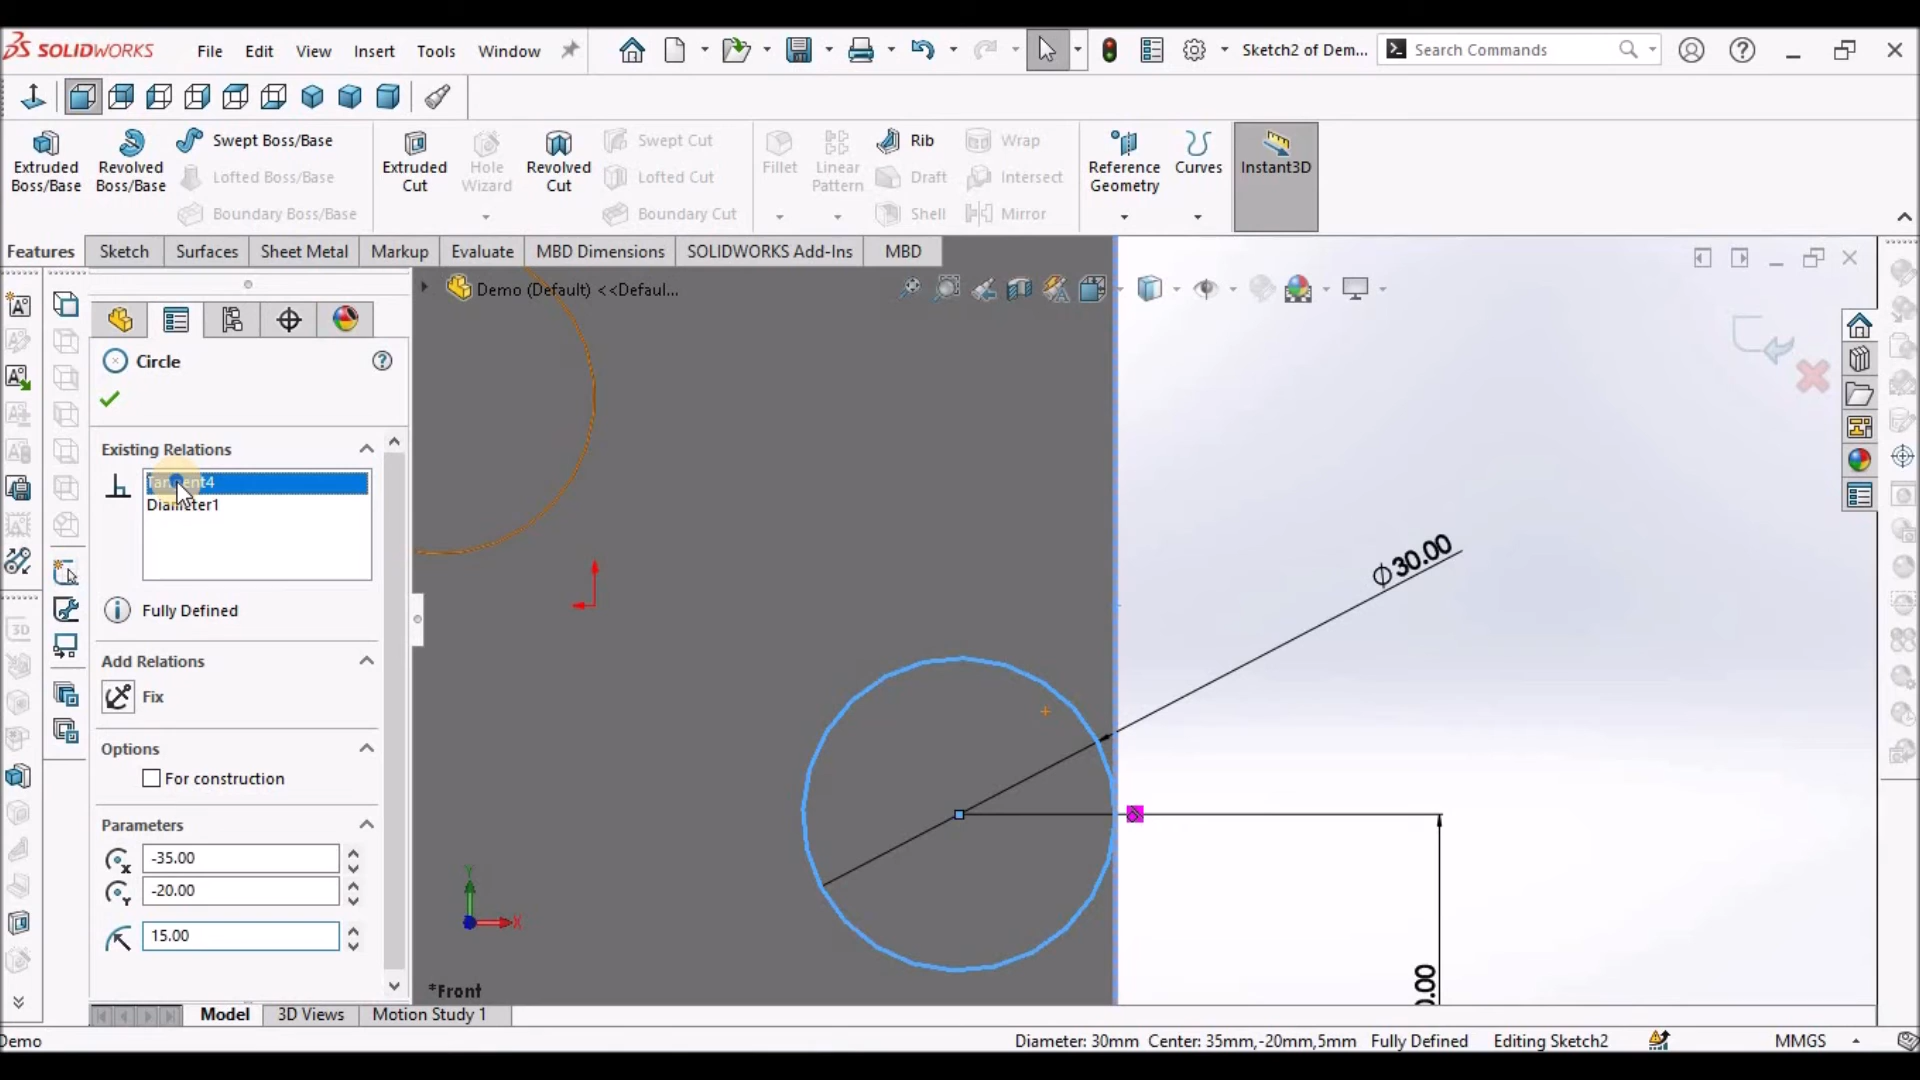 SOLIDWORKS File Edit View Insert Tools Window Sketch2 of Dem... Search Commands
Extruded Boss/Base
Revolved Boss/Base
Swept Boss/Base
Lofted Boss/Base
Boundary Boss/Base
Extruded Cut
Hole Wizard
Revolved Cut
Swept Cut
Lofted Cut
Boundary Cut
Fillet
Linear Pattern
Rib
Draft
Shell
Wrap
Intersect
Mirror
Reference Geometry
Curves
Instant3D
Features Sketch Surfaces Sheet Metal Markup Evaluate MBD Dimensions SOLIDWORKS Add-Ins MBD
Demo (Default) <<Defaul...
Circle
Existing Relations
Tangent4
Diameter1
Fully Defined
Add Relations
Fix
Options
For construction
Parameters
-35.00
-20.00
15.00
3D
Ø30.00
0.00
Y
X
*Front
Model 3D Views Motion Study 1
Demo Diameter: 30mm Center: 35mm,-20mm,5mm Fully Defined Editing Sketch2 MMGS